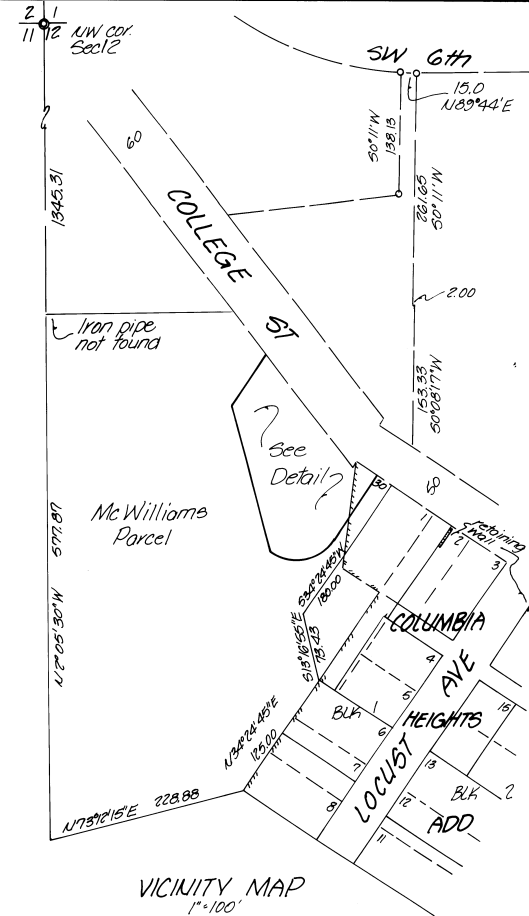 2 1
11 12
NW cor.
Sec12
SW 6th
15.0
N89°44'E
S0°11'W
138.13
261.65
S0°11'W
60
COLLEGE
ST
1345.31
2.00
Iron pipe
not found
153.33
S0°08'17"W
See
Detail
50
McWilliams
Parcel
30
1
retaining
wall
2
3
577.87
N2°05'30"W
S34°24'45"W
180.00
S13°16'55"E
73.43
COLUMBIA
AVE
4
5
BLK 1
HEIGHTS
6
15
N34°24'45"E
125.00
7
LOCUST
13
BLK 2
8
12
ADD
11
N73°12'15"E 228.88
VICINITY MAP
1"=100'